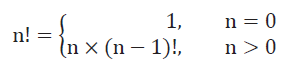 n! = { 1, n = 0
n × (n − 1)!, n > 0